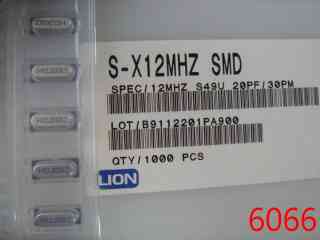 S-X12MHZ SMD
SPEC/12MHZ S49U 20PF/30PM
LOT/B9112201PA900
QTY/1000 PCS
LION
6066